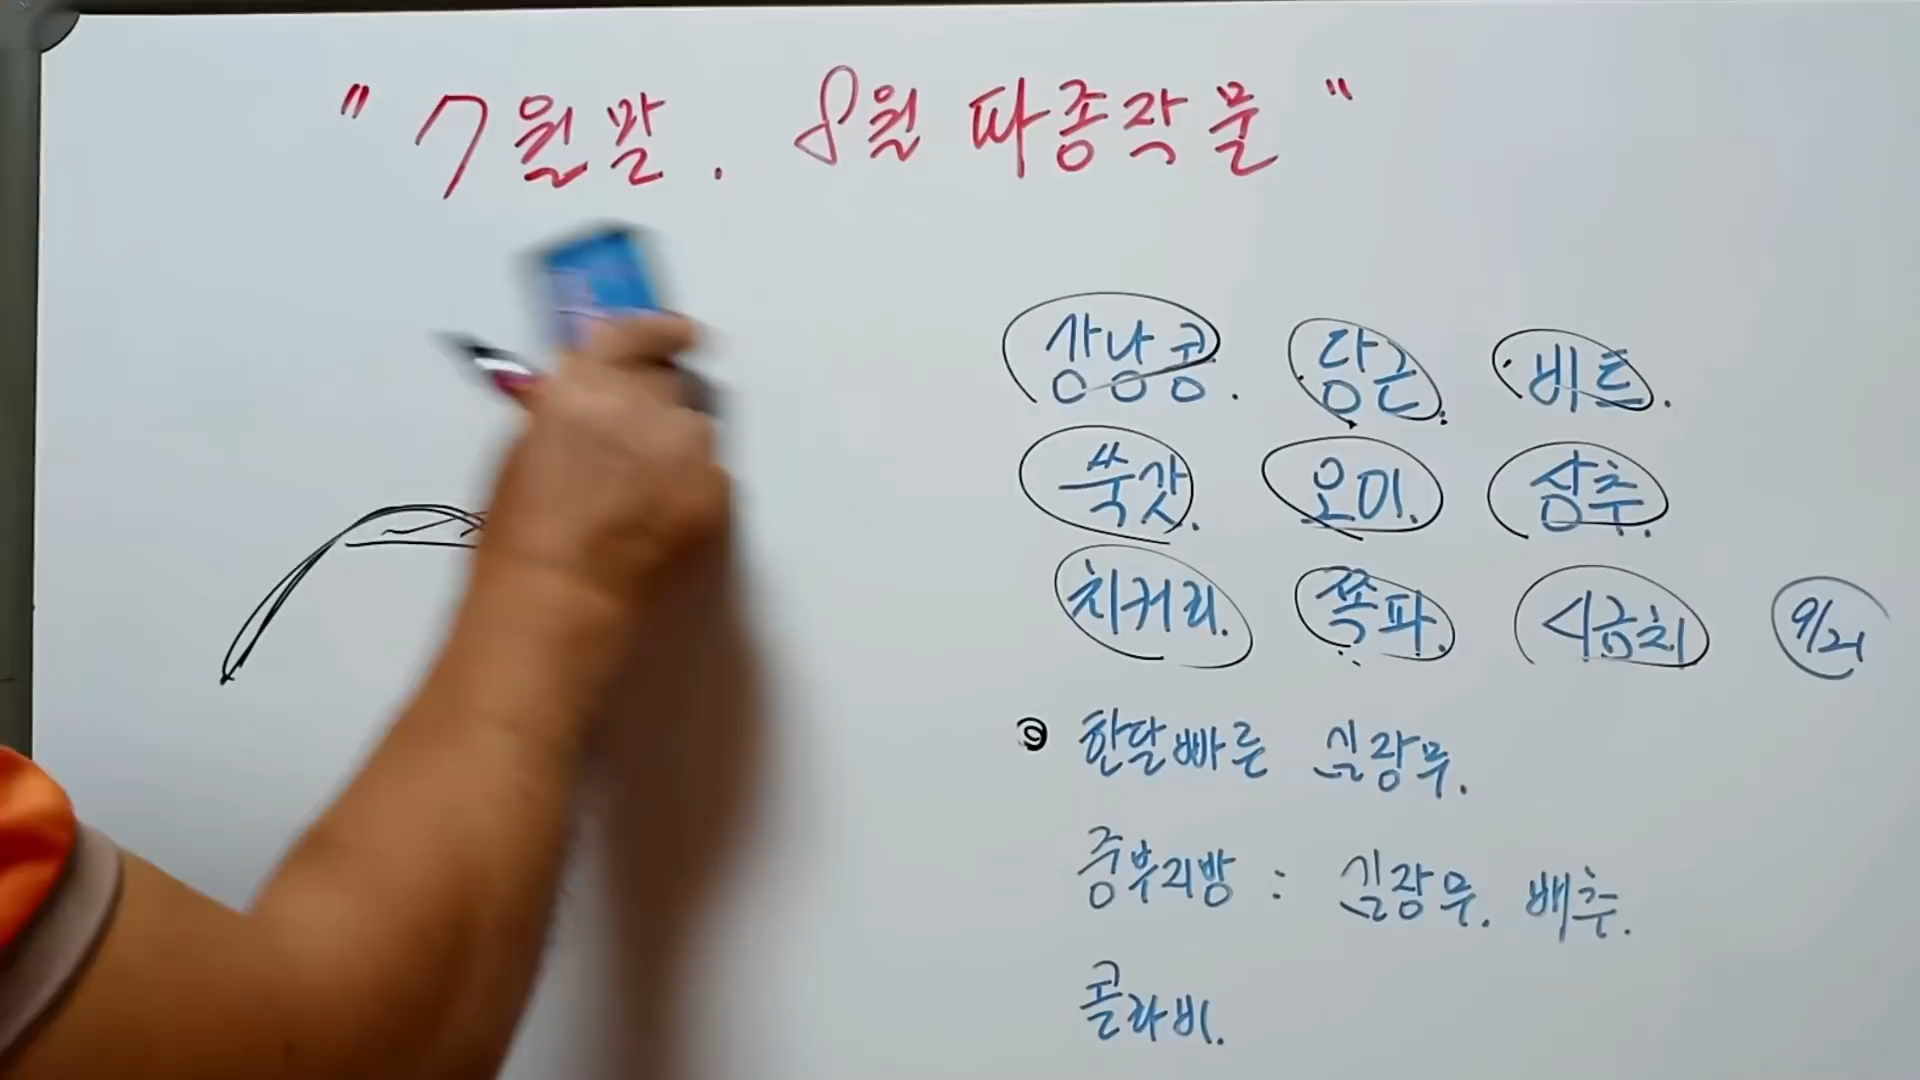 " 7월말. 8월 파종작물 "
강낭콩. 당근. 비트.
쑥갓. 오이. 상추.
치커리. 쪽파. 시금치 9/21
한달빠른 김장무.
중부지방 : 김장무. 배추.
콜라비.